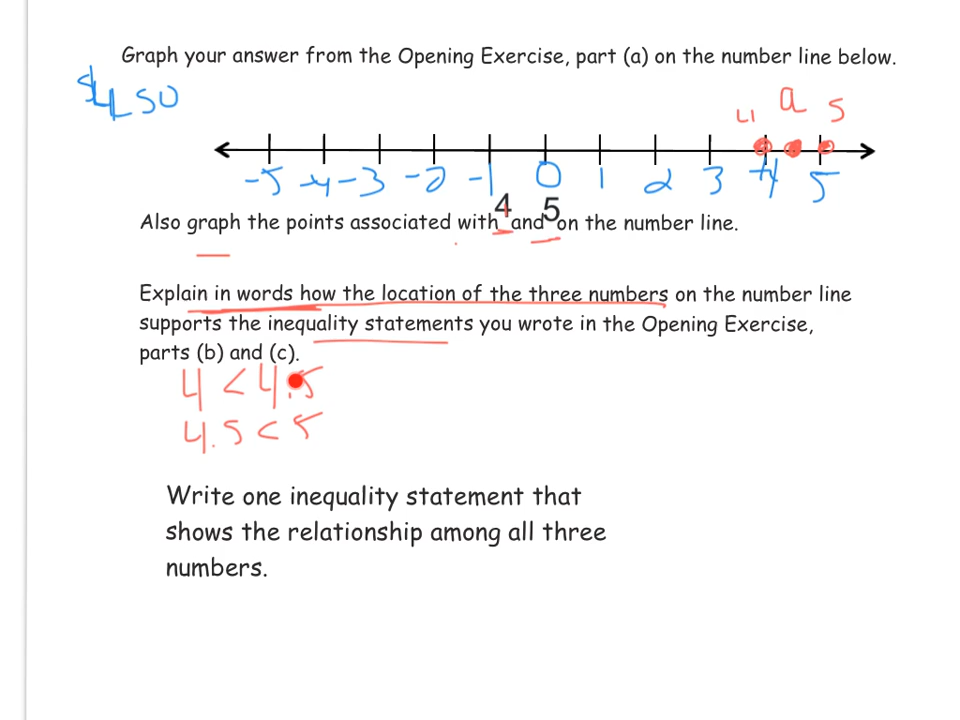 Graph your answer from the Opening Exercise, part (a) on the number line below.
$4.50
4 a 5
-5 -4 -3 -2 -1 0 1 2 3 4 5
4 5
Also graph the points associated with and on the number line.
Explain in words how the location of the three numbers on the number line
supports the inequality statements you wrote in the Opening Exercise,
parts (b) and (c).
4 < 4.5
4.5 < 5
Write one inequality statement that
shows the relationship among all three
numbers.